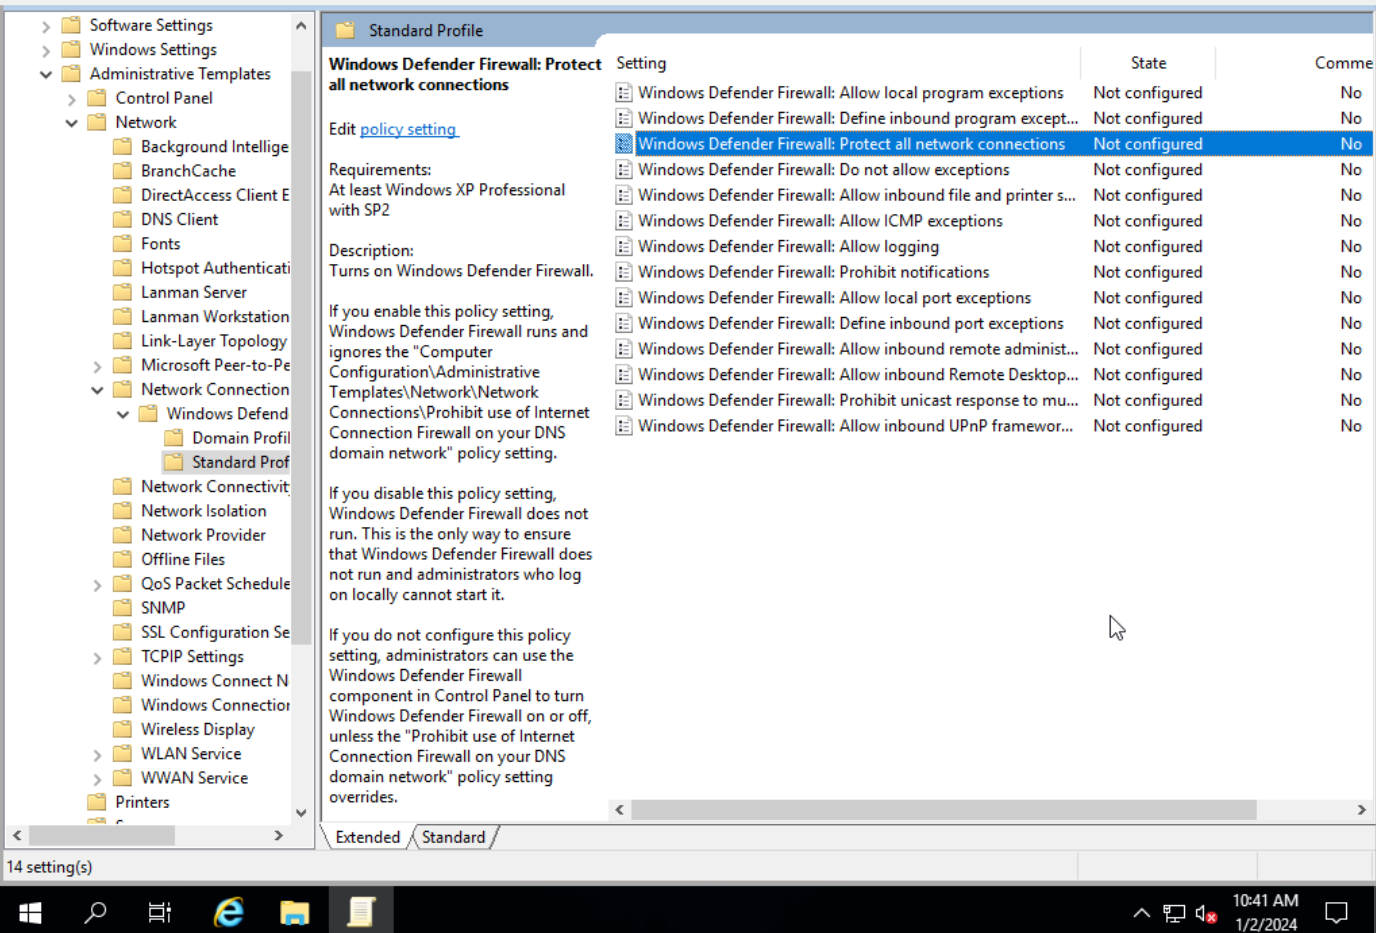 Software Settings
Windows Settings
Administrative Templates
Control Panel
Network
Background Intellige
BranchCache
DirectAccess Client E
DNS Client
Fonts
Hotspot Authenticati
Lanman Server
Lanman Workstation
Link-Layer Topology
Microsoft Peer-to-Pe
Network Connection
Windows Defend
Domain Profil
Standard Prof
Network Connectivit
Network Isolation
Network Provider
Offline Files
QoS Packet Schedule
SNMP
SSL Configuration Se
TCPIP Settings
Windows Connect N
Windows Connection
Wireless Display
WLAN Service
WWAN Service
Printers
Standard Profile
Windows Defender Firewall: Protect
all network connections
Edit policy setting
Requirements:
At least Windows XP Professional
with SP2
Description:
Turns on Windows Defender Firewall.
If you enable this policy setting,
Windows Defender Firewall runs and
ignores the "Computer
Configuration\Administrative
Templates\Network\Network
Connections\Prohibit use of Internet
Connection Firewall on your DNS
domain network" policy setting.
If you disable this policy setting,
Windows Defender Firewall does not
run. This is the only way to ensure
that Windows Defender Firewall does
not run and administrators who log
on locally cannot start it.
If you do not configure this policy
setting, administrators can use the
Windows Defender Firewall
component in Control Panel to turn
Windows Defender Firewall on or off,
unless the "Prohibit use of Internet
Connection Firewall on your DNS
domain network" policy setting
overrides.
Setting State Comme
Windows Defender Firewall: Allow local program exceptions Not configured No
Windows Defender Firewall: Define inbound program except... Not configured No
Windows Defender Firewall: Protect all network connections Not configured No
Windows Defender Firewall: Do not allow exceptions Not configured No
Windows Defender Firewall: Allow inbound file and printer s... Not configured No
Windows Defender Firewall: Allow ICMP exceptions Not configured No
Windows Defender Firewall: Allow logging Not configured No
Windows Defender Firewall: Prohibit notifications Not configured No
Windows Defender Firewall: Allow local port exceptions Not configured No
Windows Defender Firewall: Define inbound port exceptions Not configured No
Windows Defender Firewall: Allow inbound remote administ... Not configured No
Windows Defender Firewall: Allow inbound Remote Desktop... Not configured No
Windows Defender Firewall: Prohibit unicast response to mu... Not configured No
Windows Defender Firewall: Allow inbound UPnP framewor... Not configured No
Extended Standard
14 setting(s)
10:41 AM
1/2/2024